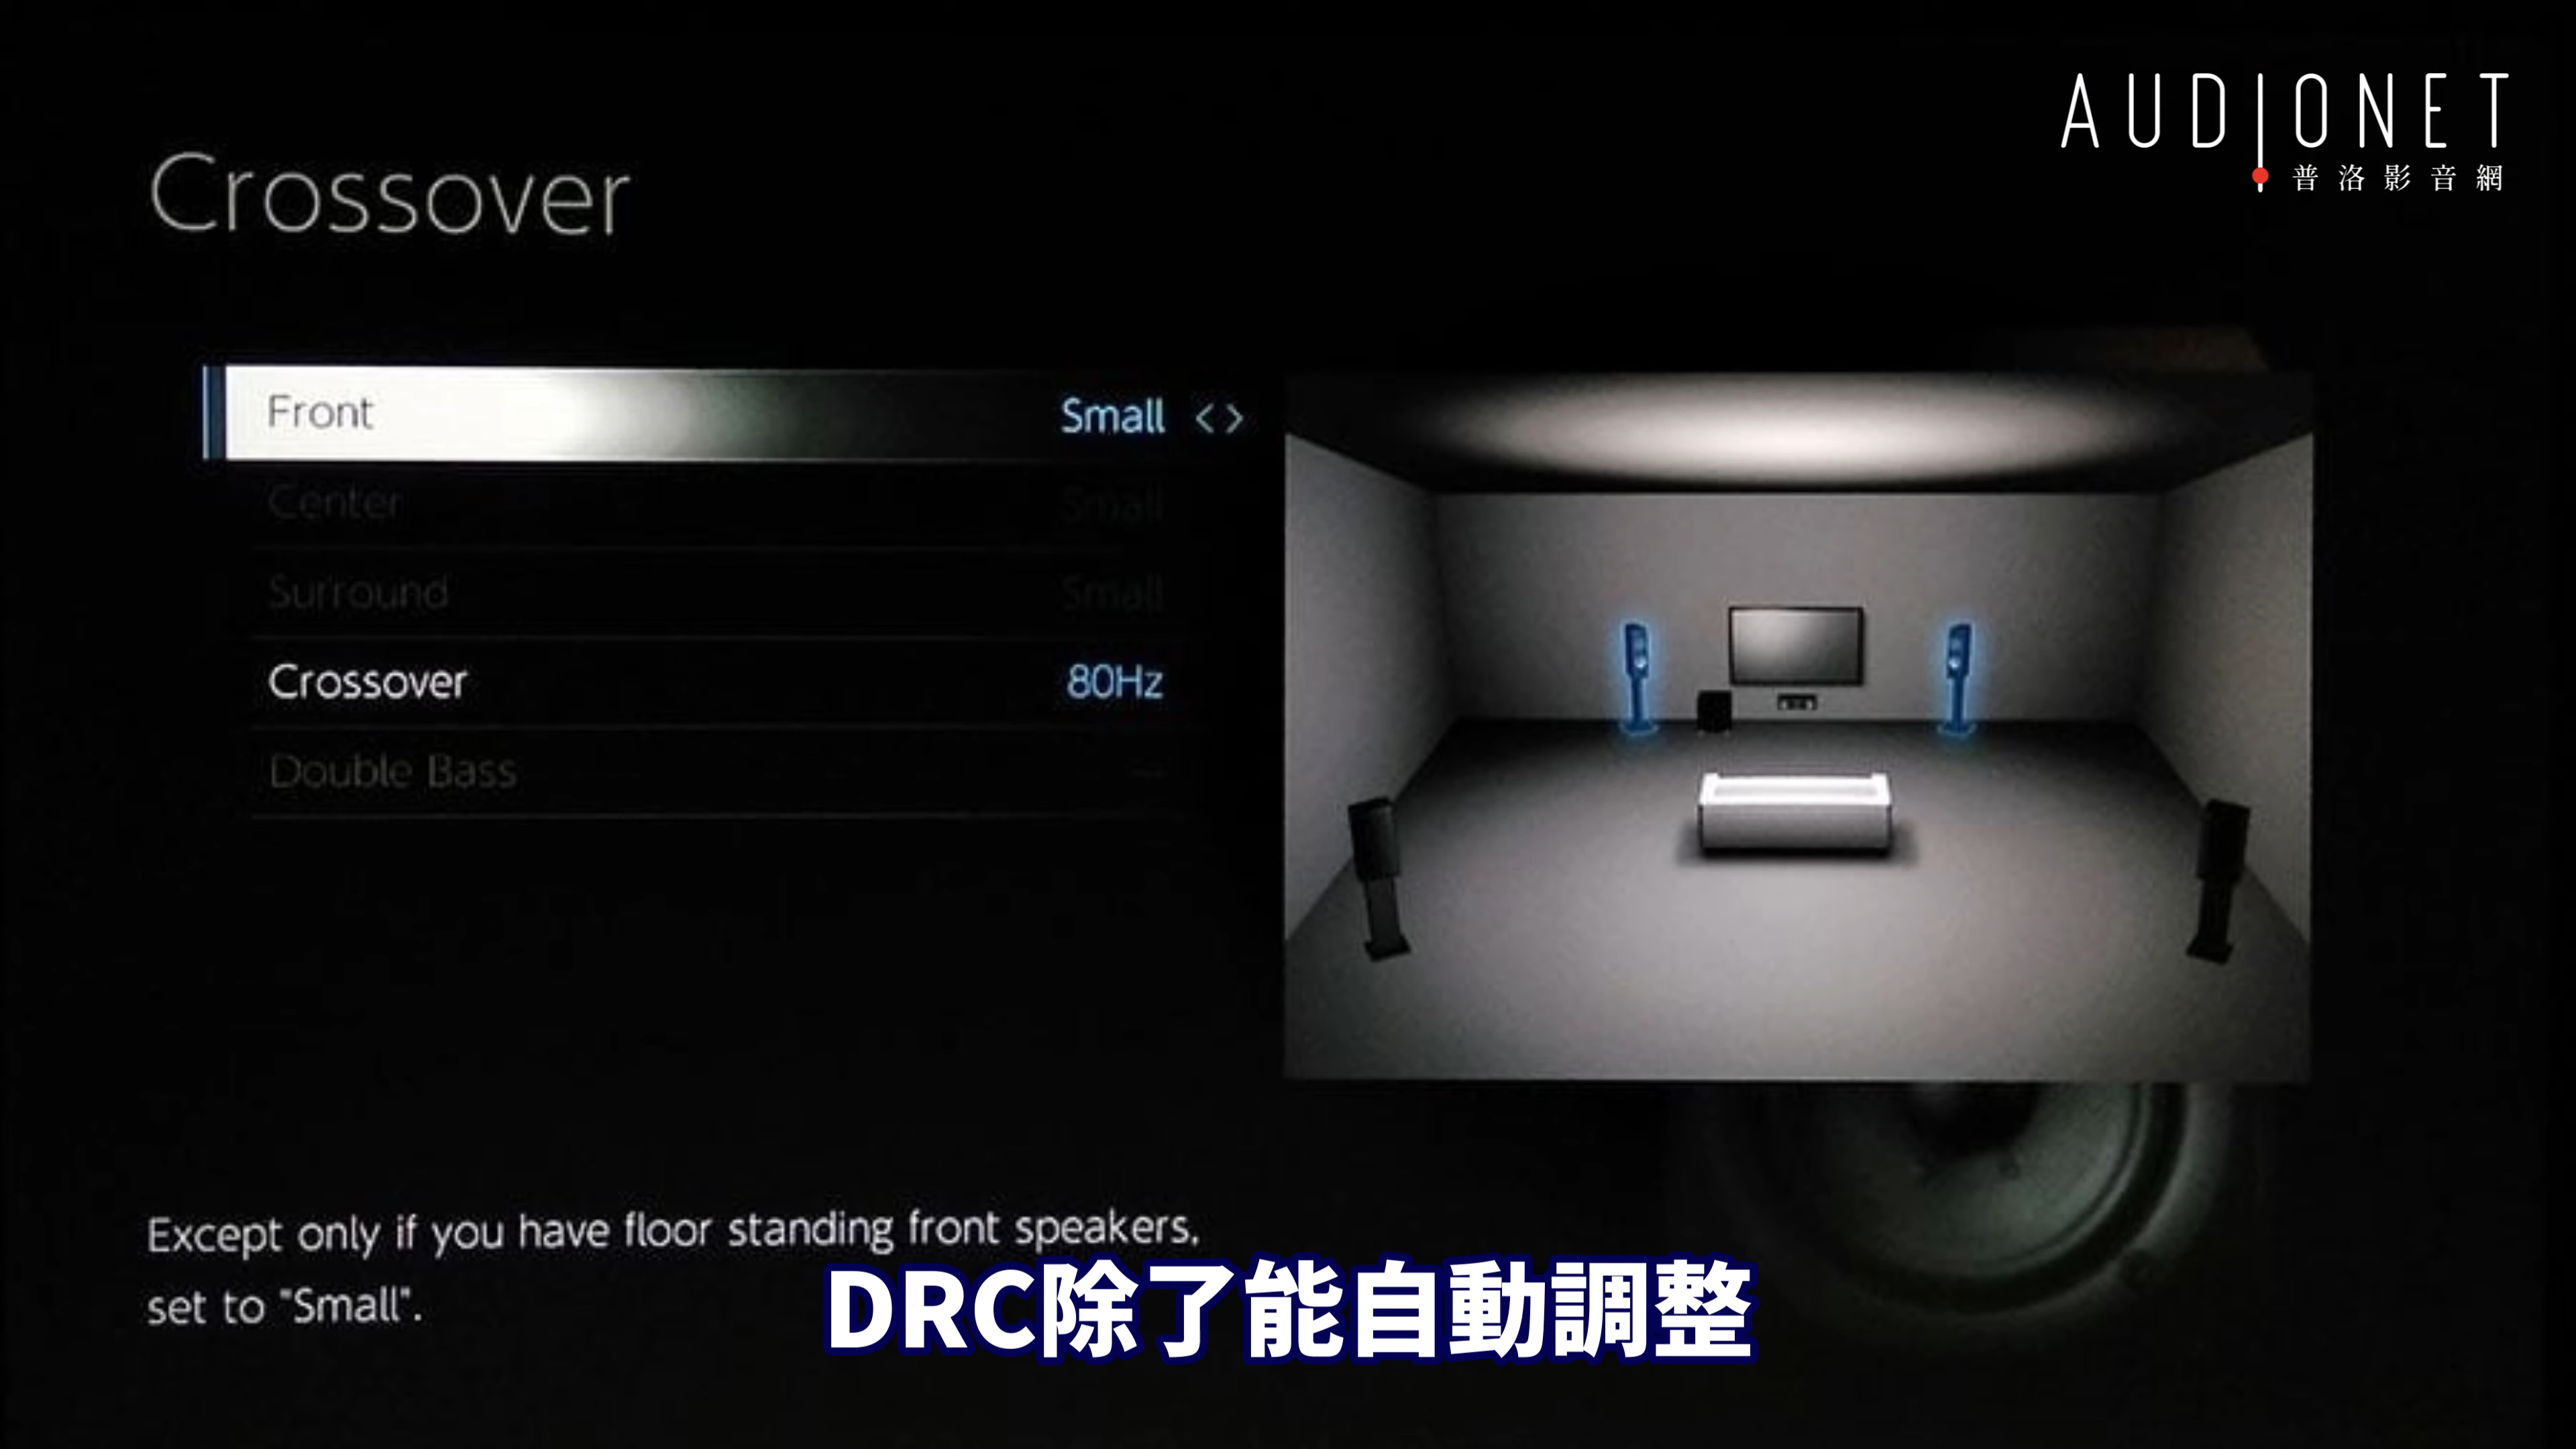 AUDIONET
普洛影音網
Crossover
Front Small <>
Center Small
Surround Small
Crossover 80Hz
Double Bass --
Except only if you have floor standing front speakers,
set to "Small".
DRC除了能自動調整